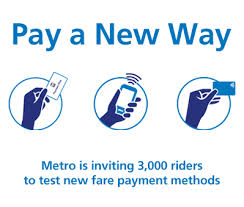 Pay a New Way
Metro is inviting 3,000 riders
to test new fare payment methods